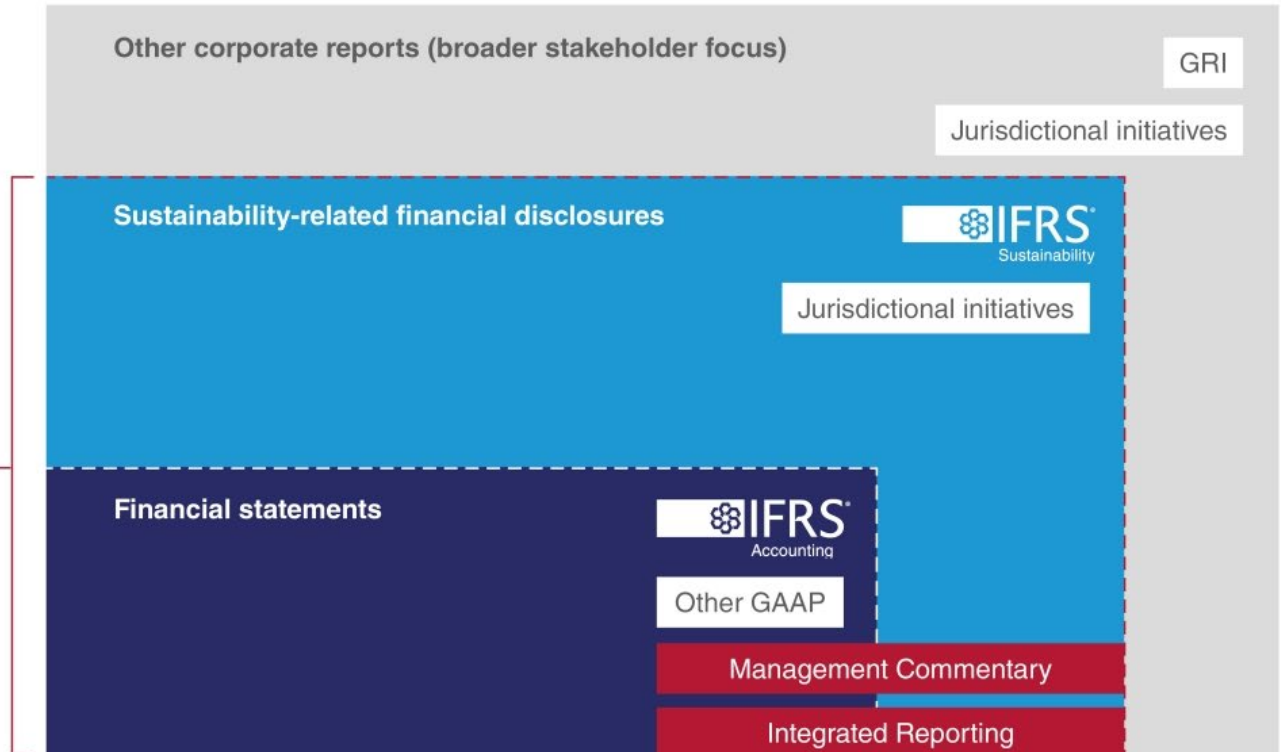 Other corporate reports (broader stakeholder focus)
GRI
Jurisdictional initiatives
Sustainability-related financial disclosures
IFRS®
Sustainability
Jurisdictional initiatives
Financial statements
IFRS®
Accounting
Other GAAP
Management Commentary
Integrated Reporting